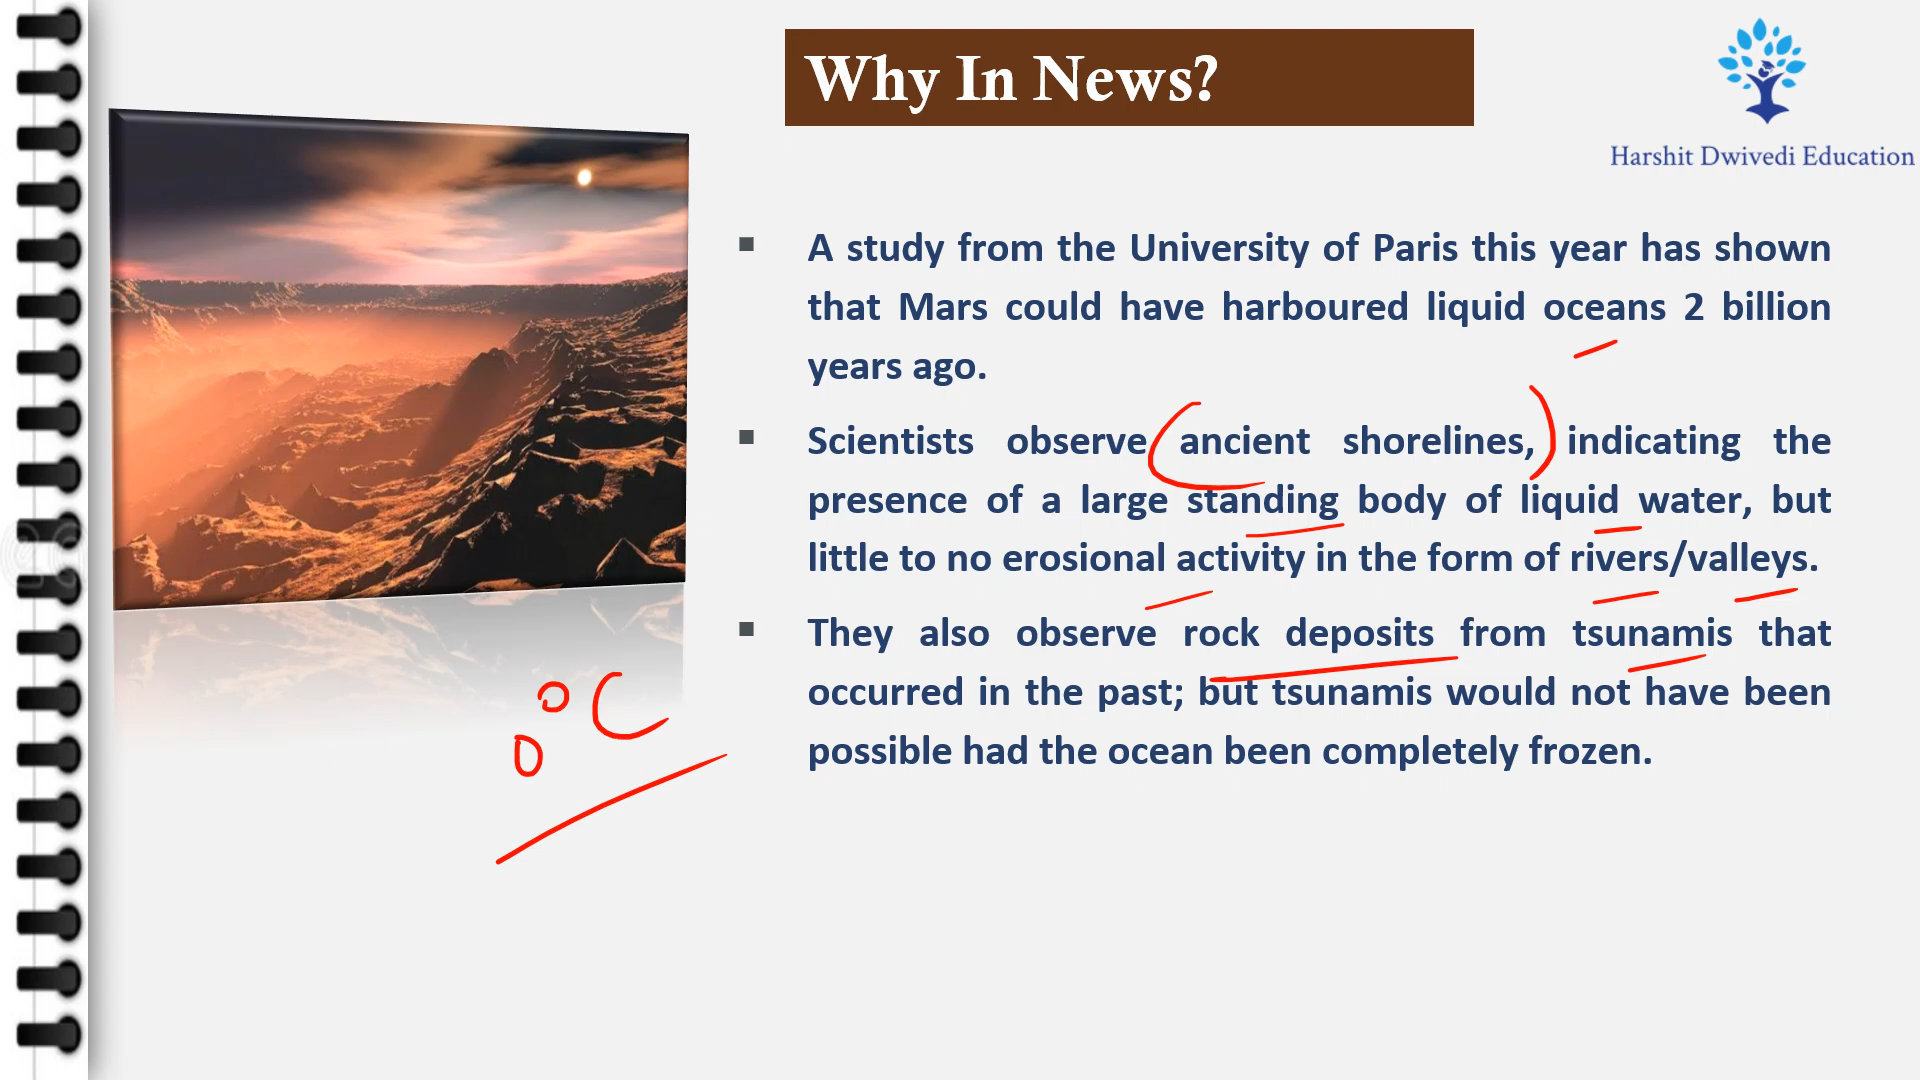 Why In News?
Harshit Dwivedi Education
A study from the University of Paris this year has shown
that Mars could have harboured liquid oceans 2 billion
years ago.
Scientists observe ancient shorelines, indicating the
presence of a large standing body of liquid water, but
little to no erosional activity in the form of rivers/valleys.
They also observe rock deposits from tsunamis that
occurred in the past; but tsunamis would not have been
possible had the ocean been completely frozen.
0°C